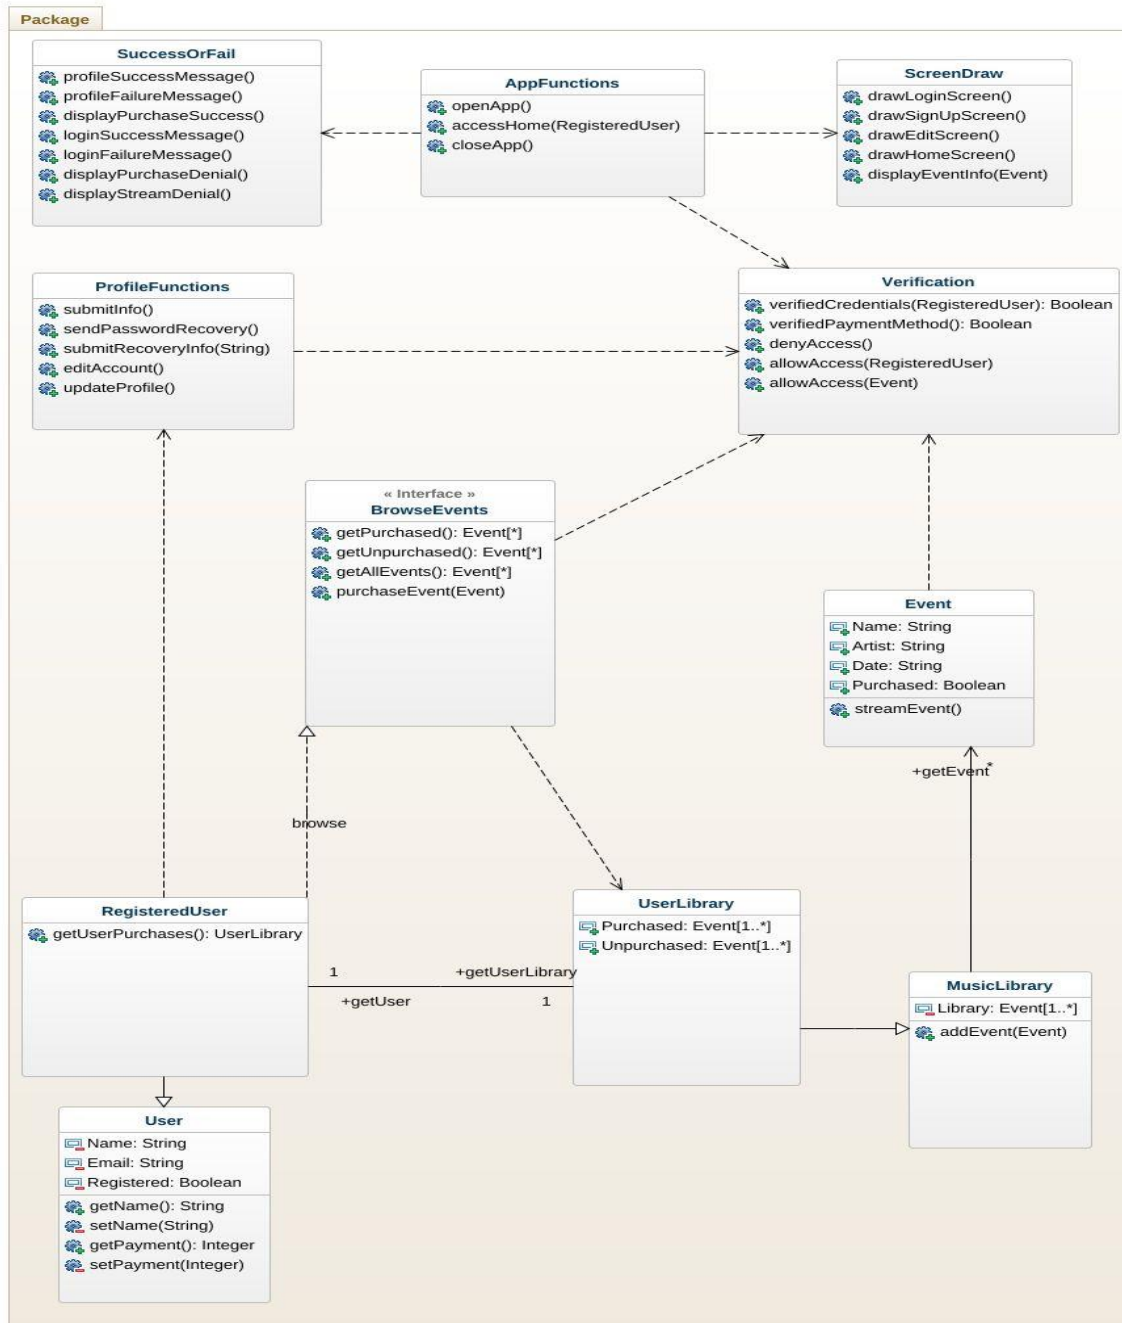 Package
SuccessOrFail
profileSuccessMessage()
profileFailureMessage()
displayPurchaseSuccess()
loginSuccessMessage()
loginFailureMessage()
displayPurchaseDenial()
displayStreamDenial()
AppFunctions
openApp()
accessHome(RegisteredUser)
closeApp()
ScreenDraw
drawLoginScreen()
drawSignUpScreen()
drawEditScreen()
drawHomeScreen()
displayEventInfo(Event)
ProfileFunctions
submitInfo()
sendPasswordRecovery()
submitRecoveryInfo(String)
editAccount()
updateProfile()
Verification
verifiedCredentials(RegisteredUser): Boolean
verifiedPaymentMethod(): Boolean
denyAccess()
allowAccess(RegisteredUser)
allowAccess(Event)
« Interface »
BrowseEvents
getPurchased(): Event[*]
getUnpurchased(): Event[*]
getAllEvents(): Event[*]
purchaseEvent(Event)
Event
Name: String
Artist: String
Date: String
Purchased: Boolean
streamEvent()
+getEvent*
browse
RegisteredUser
getUserPurchases(): UserLibrary
1
+getUser
+getUserLibrary
1
UserLibrary
Purchased: Event[1..*]
Unpurchased: Event[1..*]
MusicLibrary
Library: Event[1..*]
addEvent(Event)
User
Name: String
Email: String
Registered: Boolean
getName(): String
setName(String)
getPayment(): Integer
setPayment(Integer)